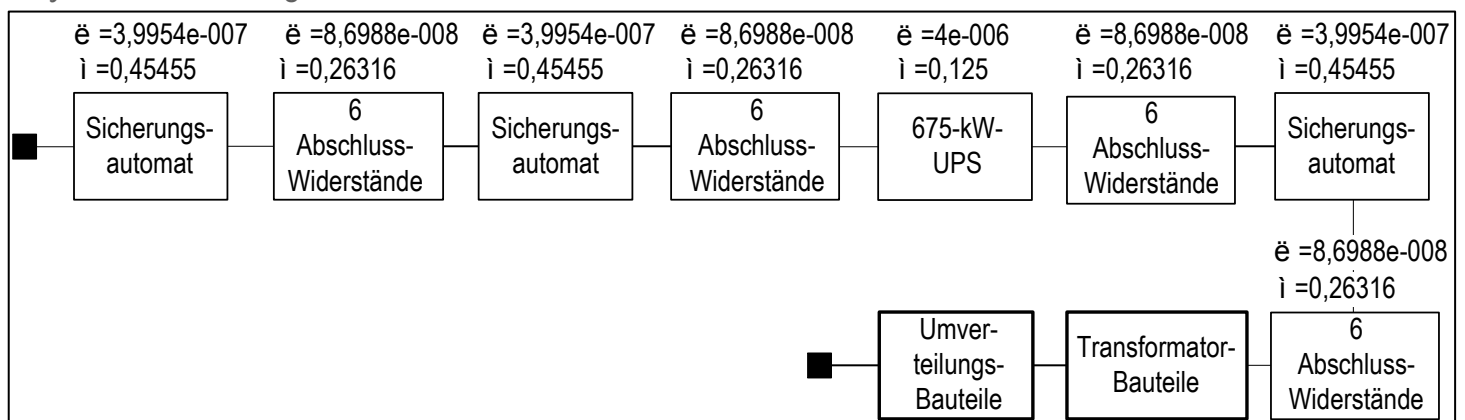 ë =3,9954e-007
ì =0,45455
Sicherungs-
automat
ë =8,6988e-008
ì =0,26316
6
Abschluss-
Widerstände
ë =3,9954e-007
ì =0,45455
Sicherungs-
automat
ë =8,6988e-008
ì =0,26316
6
Abschluss-
Widerstände
ë =4e-006
ì =0,125
675-kW-
UPS
ë =8,6988e-008
ì =0,26316
6
Abschluss-
Widerstände
ë =3,9954e-007
ì =0,45455
Sicherungs-
automat
ë =8,6988e-008
ì =0,26316
6
Abschluss-
Widerstände
Transformator-
Bauteile
Umver-
teilungs-
Bauteile